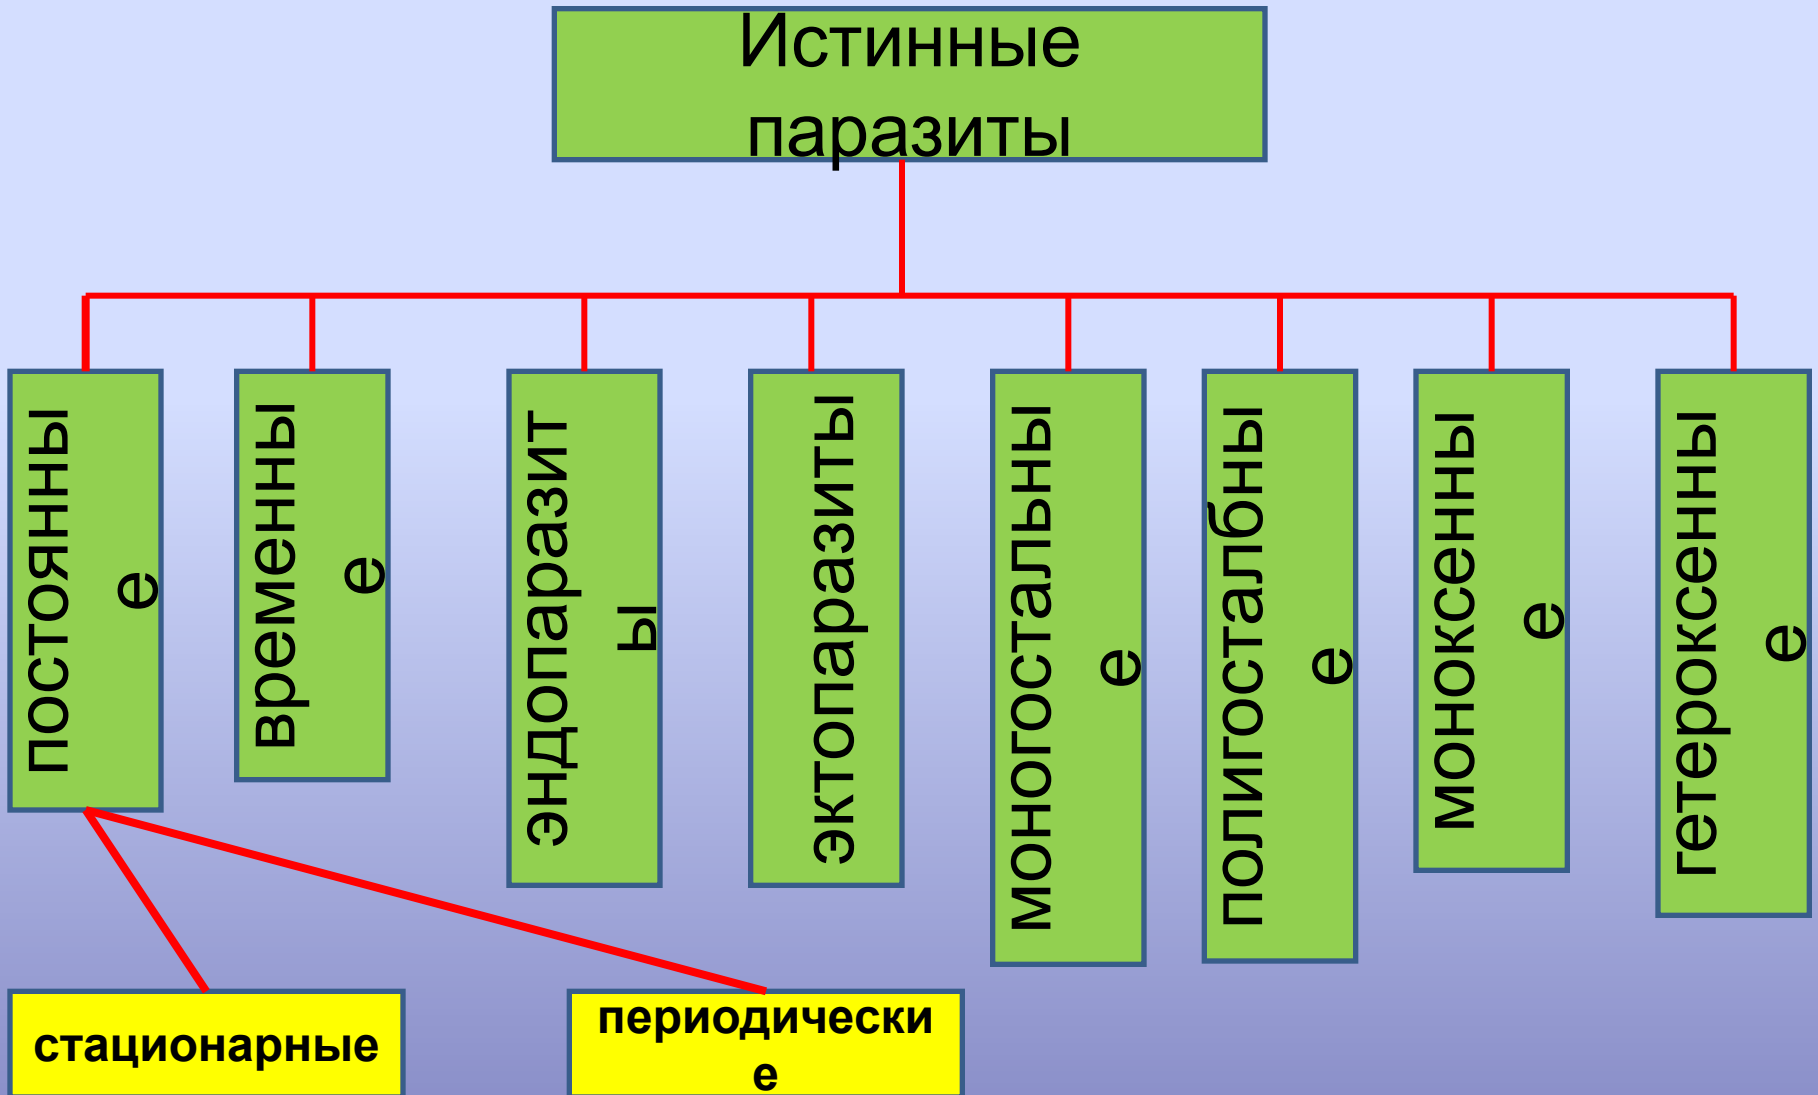 Истинные
паразиты
постоянны
е
временны
е
эндопаразит
ы
эктопаразиты
моногостальны
е
полигосталбны
е
моноксенны
е
гетероксенны
е
стационарные
периодически
е